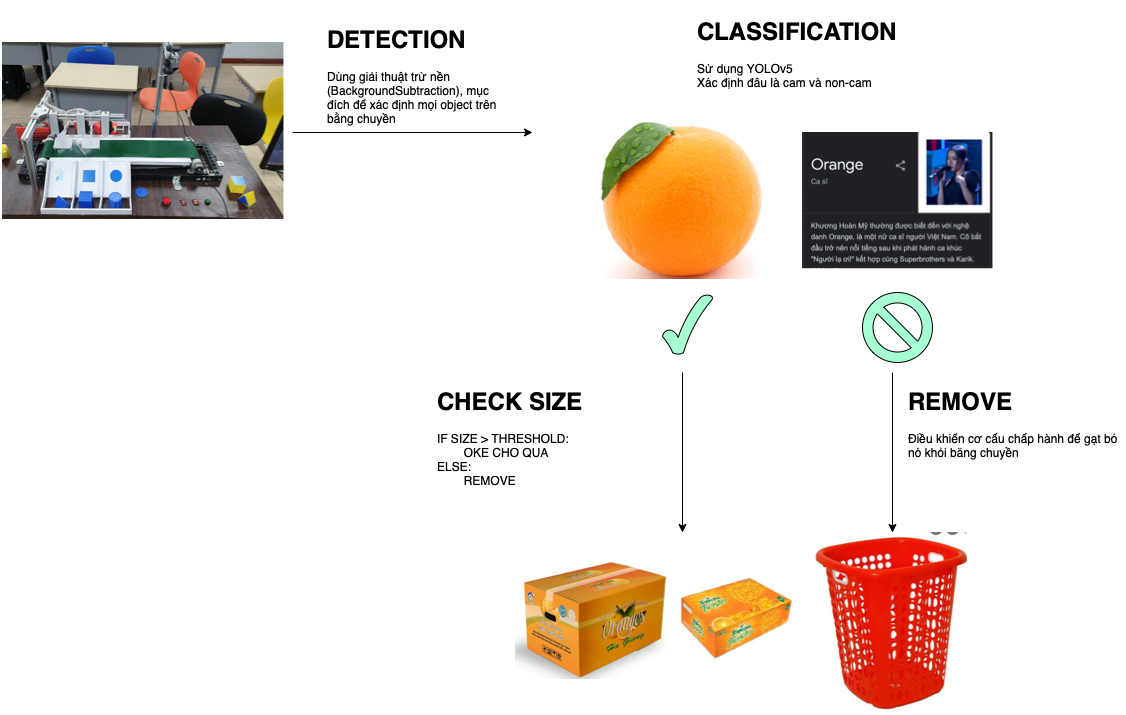 DETECTION
Dùng giải thuật trừ nền
(BackgroundSubtraction), mục
đích để xác định mọi object trên
bằng chuyền
CLASSIFICATION
Sử dụng YOLOv5
Xác định đâu là cam và non-cam
Orange
Ca sĩ
Khương Hoàn Mỹ thường được biết đến với nghệ
danh Orange, là một nữ ca sĩ người Việt Nam. Cô bắt
đầu trở nên nổi tiếng sau khi phát hành ca khúc
"Người lạ ơi!" kết hợp cùng Superbrothers và Karik.
CHECK SIZE
IF SIZE > THRESHOLD:
OKE CHO QUA
ELSE:
REMOVE
REMOVE
Điều khiển cơ cấu chấp hành để gạt bỏ
nó khỏi băng chuyền
Oranges
Ha Giang